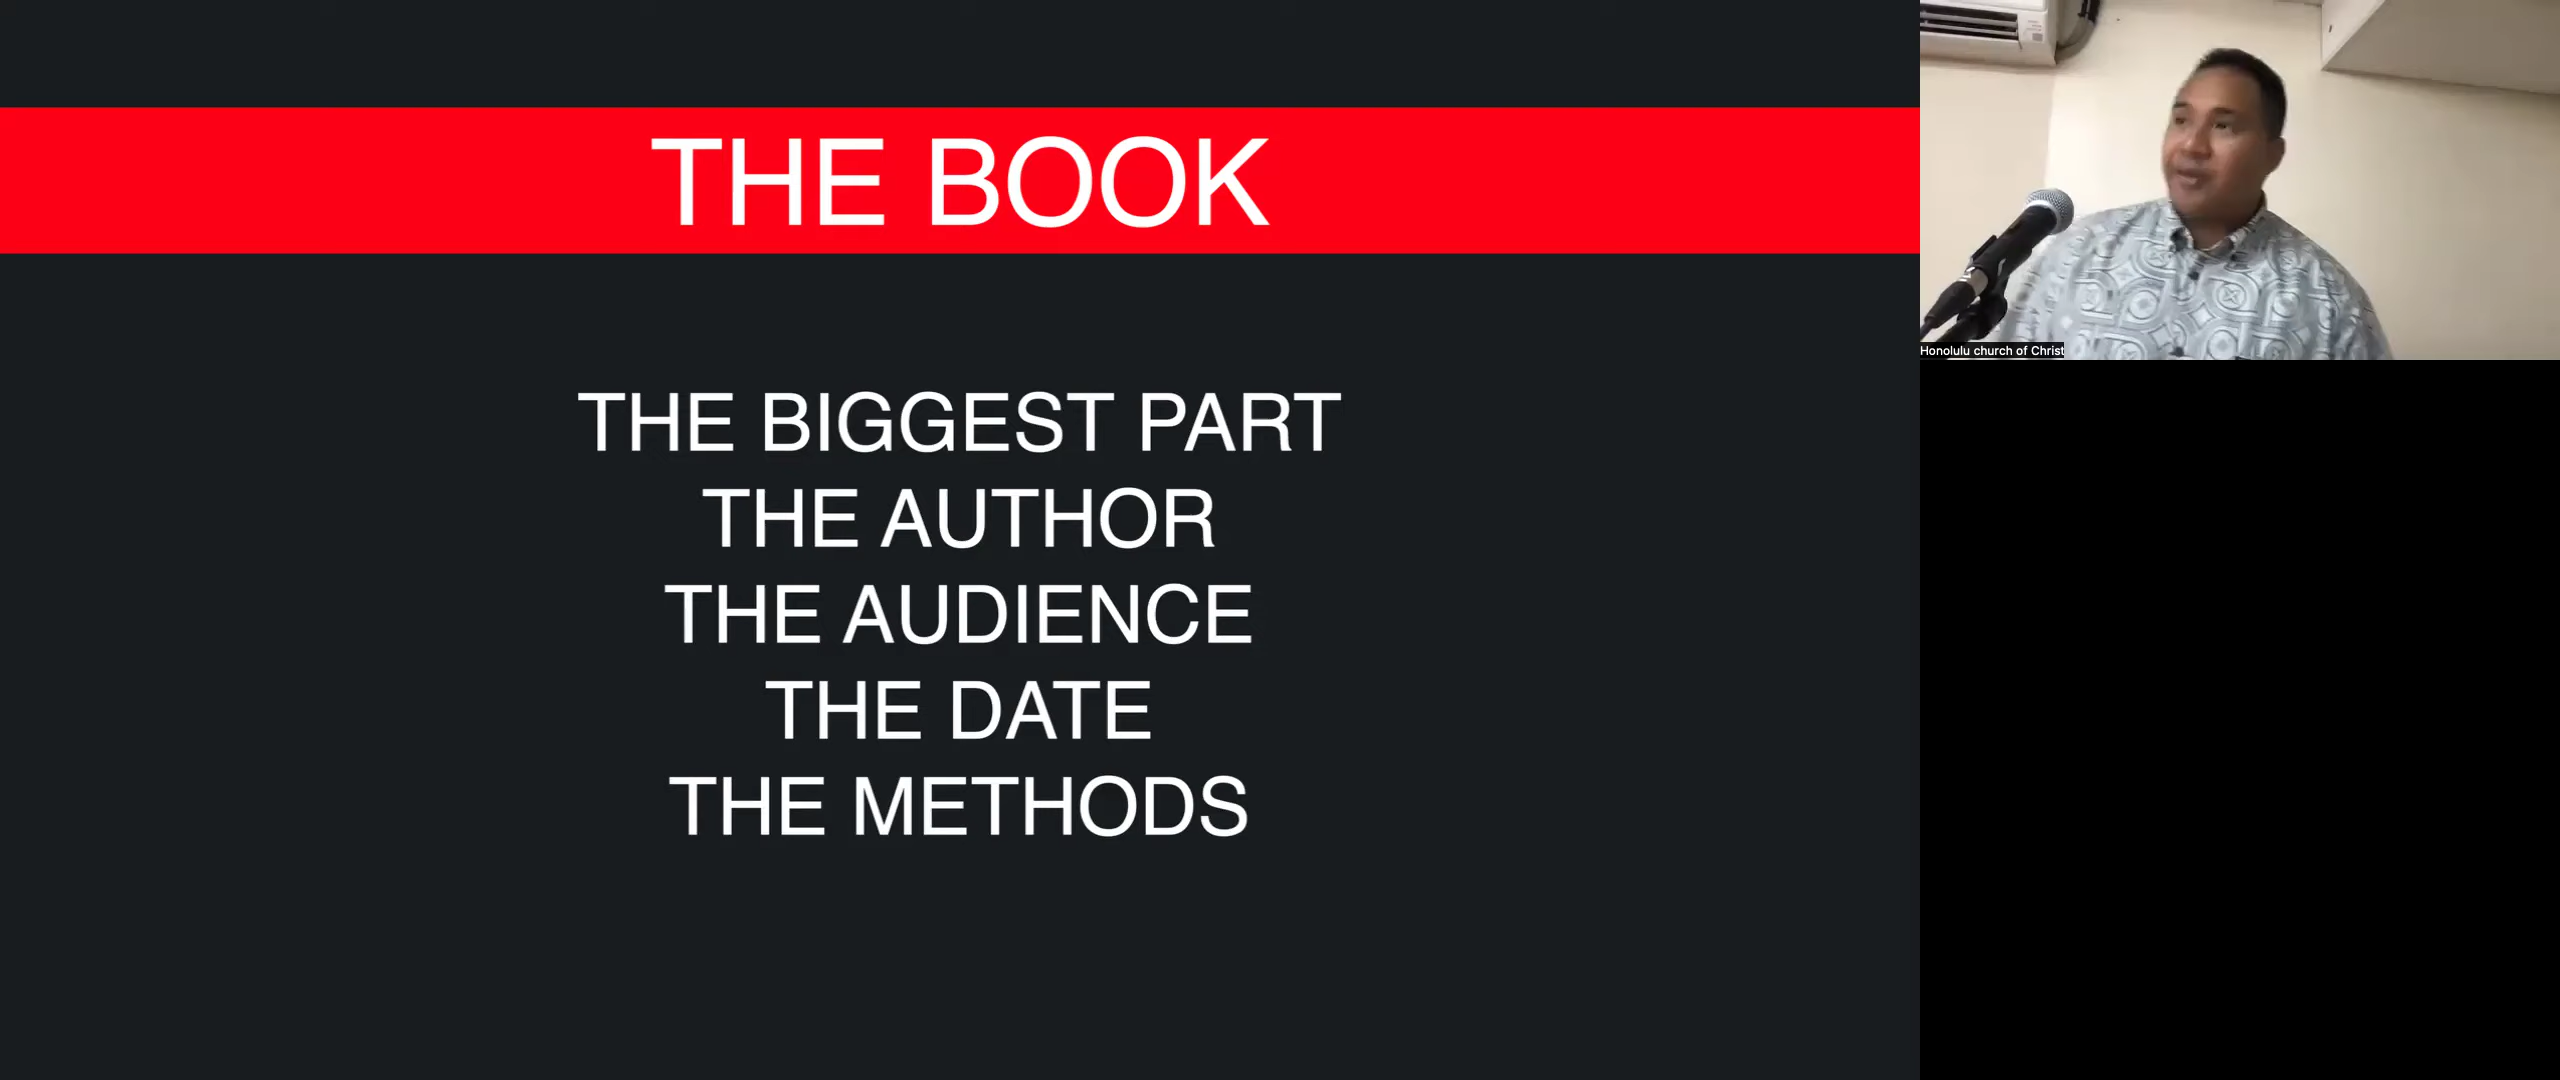 THE BOOK
THE BIGGEST PART
THE AUTHOR
THE AUDIENCE
THE DATE
THE METHODS
Honolulu church of Christ